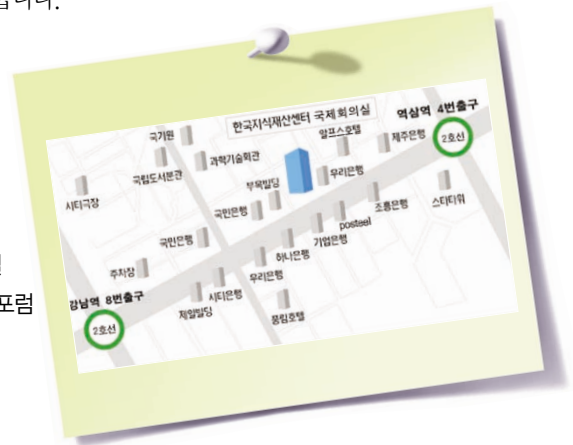 습니다.
한국지식재산센터 국제회의실
역삼역 4번출구
2호선
국기원
과학기술회관
알프스호텔
제주은행
국립도서분관
우리은행
시티극장
부욱빌딩
국민은행
조흥은행
스타타워
posteel
기업은행
국민은행
하나은행
우리은행
주차장
시티은행
강남역 8번출구
2호선
제일빌딩
풍림호텔
포럼